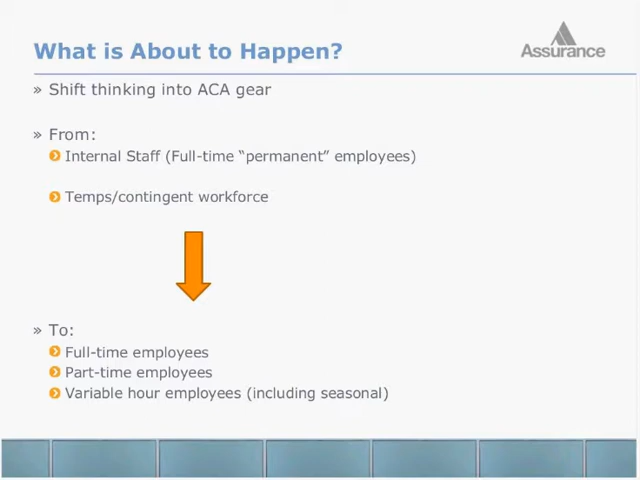 What is About to Happen?
Assurance
» Shift thinking into ACA gear
» From:
Internal Staff (Full-time “permanent” employees)
Temps/contingent workforce
» To:
Full-time employees
Part-time employees
Variable hour employees (including seasonal)